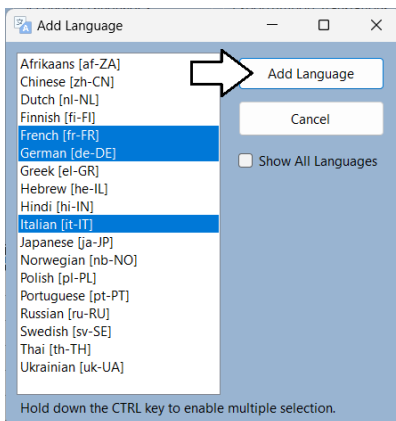 Add Language
Afrikaans [af-ZA]
Chinese [zh-CN]
Dutch [nl-NL]
Finnish [fi-FI]
French [fr-FR]
German [de-DE]
Greek [el-GR]
Hebrew [he-IL]
Hindi [hi-IN]
Italian [it-IT]
Japanese [ja-JP]
Norwegian [nb-NO]
Polish [pl-PL]
Portuguese [pt-PT]
Russian [ru-RU]
Swedish [sv-SE]
Thai [th-TH]
Ukrainian [uk-UA]
Add Language
Cancel
Show All Languages
Hold down the CTRL key to enable multiple selection.